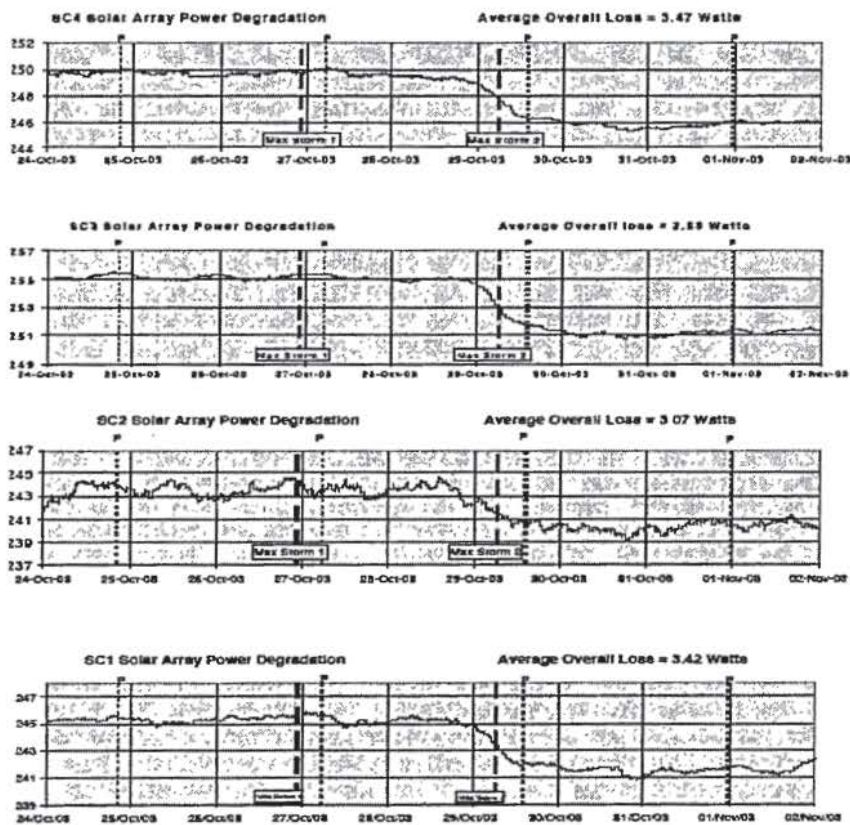 SC4 Solar Array Power Degradation Average Overall Loss = 3.47 Watts
P P P P
252
250
248
246
244
Max Storm 1 Max Storm 2
24-Oct-03 25-Oct-03 26-Oct-03 27-Oct-03 28-Oct-03 29-Oct-03 30-Oct-03 31-Oct-03 01-Nov-03 02-Nov-03
SC3 Solar Array Power Degradation Average Overall loss =
P P P P
257
255
253
251
249
Max Storm 1 Max Storm 2
24-Oct-03 25-Oct-03 26-Oct-03 27-Oct-03 28-Oct-03 29-Oct-03 30-Oct-03 31-Oct-03 01-Nov-03 02-Nov-03
SC2 Solar Array Power Degradation Average Overall Loss = 3 07 Watts
P P P P
247
245
243
241
239
237
Max Storm 1 Max Storm 2
24-Oct-03 25-Oct-03 26-Oct-03 27-Oct-03 28-Oct-03 29-Oct-03 30-Oct-03 31-Oct-03 01-Nov-03 02-Nov-03
SC1 Solar Array Power Degradation Average Overall Loss = 3.42 Watts
247
245
243
241
239
24/Oct/03 25/Oct/03 26/Oct/03 27/Oct/03 28/Oct/03 29/Oct/03 30/Oct/03 31/Oct/03 01/Nov/03 02/Nov/03